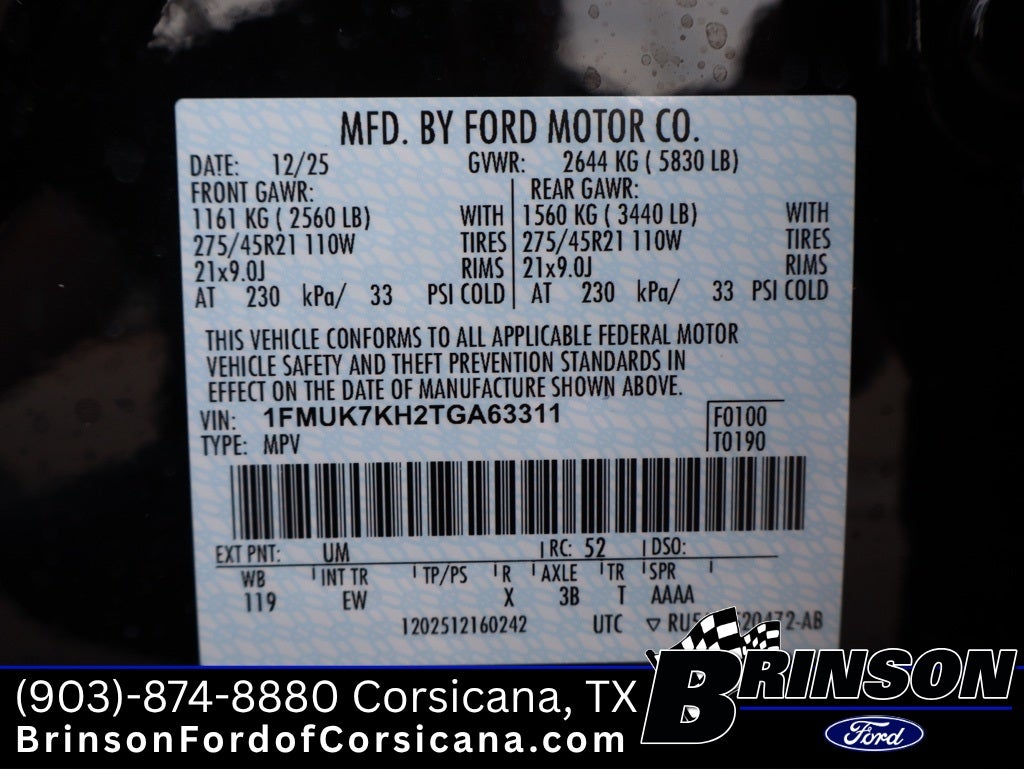 MFD. BY FORD MOTOR CO.
DATE: 12/25 GVWR: 2644 KG ( 5830 LB)
FRONT GAWR: REAR GAWR:
1161 KG ( 2560 LB) WITH 1560 KG ( 3440 LB) WITH
275/45R21 110W TIRES 275/45R21 110W TIRES
21x9.0J RIMS 21x9.0J RIMS
AT 230 kPa/ 33 PSI COLD AT 230 kPa/ 33 PSI COLD
THIS VEHICLE CONFORMS TO ALL APPLICABLE FEDERAL MOTOR
VEHICLE SAFETY AND THEFT PREVENTION STANDARDS IN
EFFECT ON THE DATE OF MANUFACTURE SHOWN ABOVE.
VIN: 1FMUK7KH2TGA63311 F0100
TYPE: MPV T0190
EXT PNT: UM RC: 52 DSO:
WB INT TR TP/PS R AXLE TR SPR
119 EW X 3B T AAAA
1202512160242 UTC
BRINSON
Ford
(903)-874-8880 Corsicana, TX
BrinsonFordofCorsicana.com